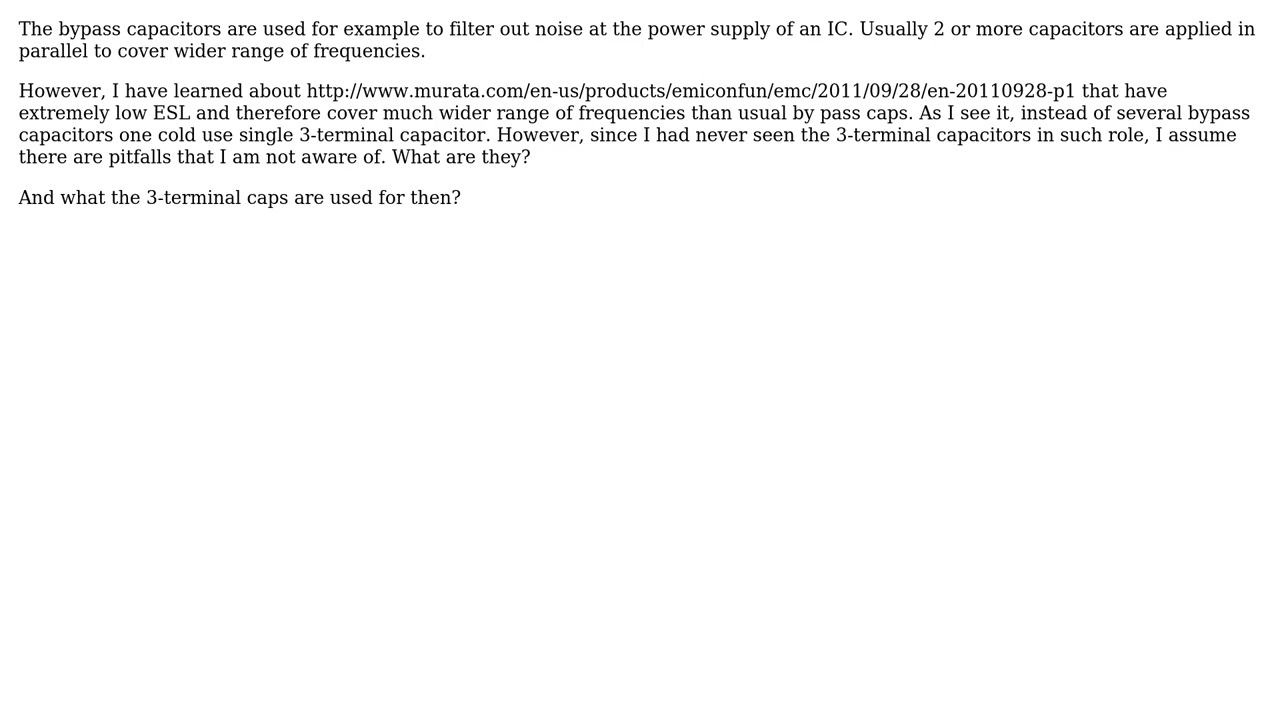 The bypass capacitors are used for example to filter out noise at the power supply of an IC. Usually 2 or more capacitors are applied in
parallel to cover wider range of frequencies.
However, I have learned about http://www.murata.com/en-us/products/emiconfun/emc/2011/09/28/en-20110928-p1 that have
extremely low ESL and therefore cover much wider range of frequencies than usual by pass caps. As I see it, instead of several bypass
capacitors one cold use single 3-terminal capacitor. However, since I had never seen the 3-terminal capacitors in such role, I assume
there are pitfalls that I am not aware of. What are they?
And what the 3-terminal caps are used for then?